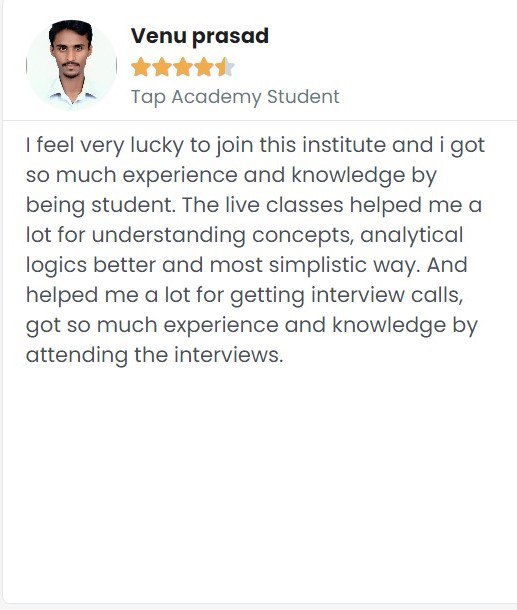 Venu prasad
Tap Academy Student
I feel very lucky to join this institute and i got
so much experience and knowledge by
being student. The live classes helped me a
lot for understanding concepts, analytical
logics better and most simplistic way. And
helped me a lot for getting interview calls,
got so much experience and knowledge by
attending the interviews.